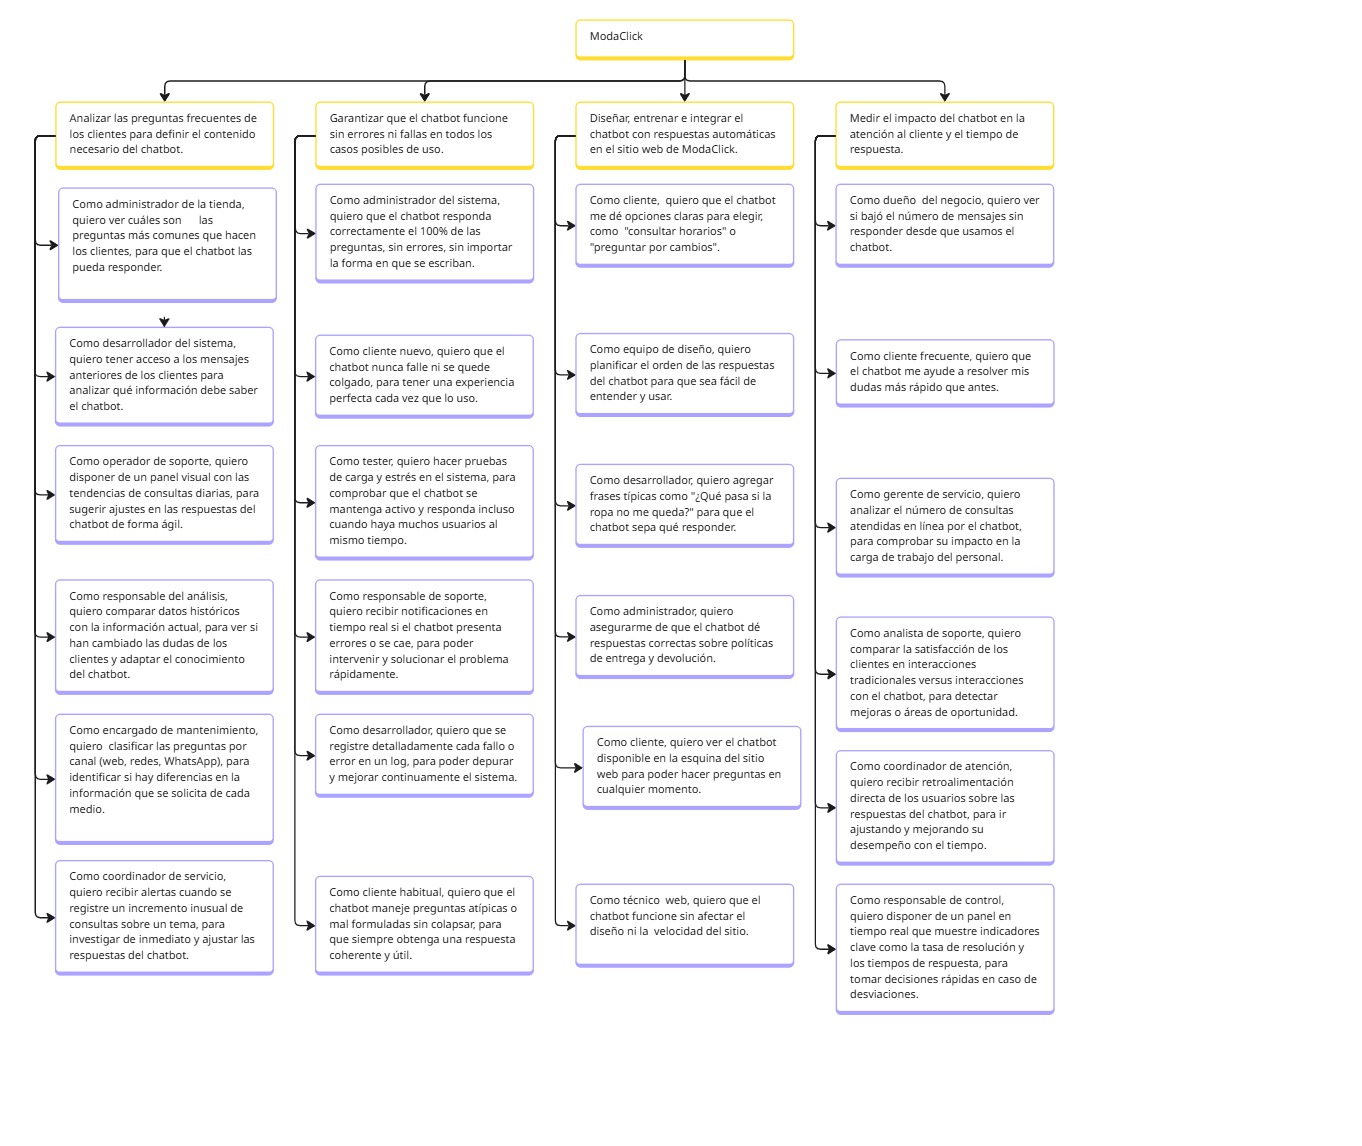 ModaClick
Analizar las preguntas frecuentes de
los clientes para definir el contenido
necesario del chatbot.
Como administrador de la tienda,
quiero ver cuáles son las
preguntas más comunes que hacen
los clientes, para que el chatbot las
pueda responder.
Como desarrollador del sistema,
quiero tener acceso a los mensajes
anteriores de los clientes para
analizar qué información debe saber
el chatbot.
Como operador de soporte, quiero
disponer de un panel visual con las
tendencias de consultas diarias, para
sugerir ajustes en las respuestas del
chatbot de forma ágil.
Como responsable del análisis,
quiero comparar datos históricos
con la información actual, para ver si
han cambiado las dudas de los
clientes y adaptar el conocimiento
del chatbot.
Como encargado de mantenimiento,
quiero clasificar las preguntas por
canal (web, redes, WhatsApp), para
identificar si hay diferencias en la
información que se solicita de cada
medio.
Como coordinador de servicio,
quiero recibir alertas cuando se
registre un incremento inusual de
consultas sobre un tema, para
investigar de inmediato y ajustar las
respuestas del chatbot.
Garantizar que el chatbot funcione
sin errores ni fallas en todos los
casos posibles de uso.
Como administrador del sistema,
quiero que el chatbot responda
correctamente el 100% de las
preguntas, sin errores, sin importar
la forma en que se escriban.
Como cliente nuevo, quiero que el
chatbot nunca falle ni se quede
colgado, para tener una experiencia
perfecta cada vez que lo uso.
Como tester, quiero hacer pruebas
de carga y estrés en el sistema, para
comprobar que el chatbot se
mantenga activo y responda incluso
cuando haya muchos usuarios al
mismo tiempo.
Como responsable de soporte,
quiero recibir notificaciones en
tiempo real si el chatbot presenta
errores o se cae, para poder
intervenir y solucionar el problema
rápidamente.
Como desarrollador, quiero que se
registre detalladamente cada fallo o
error en un log, para poder depurar
y mejorar continuamente el sistema.
Como cliente habitual, quiero que el
chatbot maneje preguntas atípicas o
mal formuladas sin colapsar, para
que siempre obtenga una respuesta
coherente y útil.
Diseñar, entrenar e integrar el
chatbot con respuestas automáticas
en el sitio web de ModaClick.
Como cliente, quiero que el chatbot
me dé opciones claras para elegir,
como "consultar horarios" o
"preguntar por cambios".
Como equipo de diseño, quiero
planificar el orden de las respuestas
del chatbot para que sea fácil de
entender y usar.
Como desarrollador, quiero agregar
frases típicas como "¿Qué pasa si la
ropa no me queda?" para que el
chatbot sepa qué responder.
Como administrador, quiero
asegurarme de que el chatbot dé
respuestas correctas sobre políticas
de entrega y devolución.
Como cliente, quiero ver el chatbot
disponible en la esquina del sitio
web para poder hacer preguntas en
cualquier momento.
Como técnico web, quiero que el
chatbot funcione sin afectar el
diseño ni la velocidad del sitio.
Medir el impacto del chatbot en la
atención al cliente y el tiempo de
respuesta.
Como dueño del negocio, quiero ver
si bajó el número de mensajes sin
responder desde que usamos el
chatbot.
Como cliente frecuente, quiero que
el chatbot me ayude a resolver mis
dudas más rápido que antes.
Como gerente de servicio, quiero
analizar el número de consultas
atendidas en línea por el chatbot,
para comprobar su impacto en la
carga de trabajo del personal.
Como analista de soporte, quiero
comparar la satisfacción de los
clientes en interacciones
tradicionales versus interacciones
con el chatbot, para detectar
mejoras o áreas de oportunidad.
Como coordinador de atención,
quiero recibir retroalimentación
directa de los usuarios sobre las
respuestas del chatbot, para ir
ajustando y mejorando su
desempeño con el tiempo.
Como responsable de control,
quiero disponer de un panel en
tiempo real que muestre indicadores
clave como la tasa de resolución y
los tiempos de respuesta, para
tomar decisiones rápidas en caso de
desviaciones.